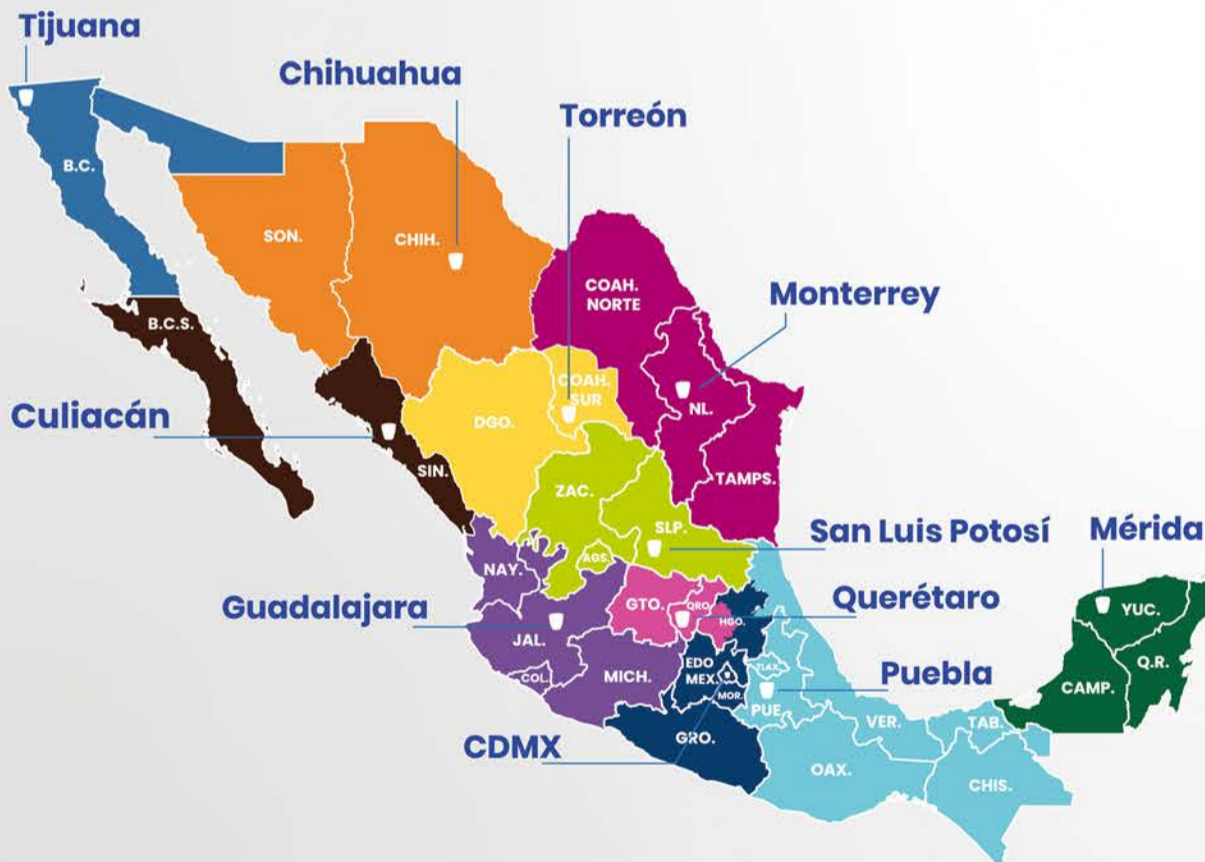 Tijuana
Chihuahua
Torreón
B.C.
SON.
CHIH.
COAH.
NORTE
Monterrey
B.C.S.
COAH.
SUR
Culiacán
DGO.
NL.
SIN.
TAMPS.
ZAC.
SLP.
San Luis Potosí
Mérida
AGS.
NAY.
Guadalajara
GTO.
QRO.
Querétaro
YUC.
HGO.
JAL.
EDO
MEX.
TLAX.
Puebla
Q.R.
COL.
MICH.
MOR.
PUE.
CAMP.
CDMX
GRO.
VER.
TAB.
OAX.
CHIS.